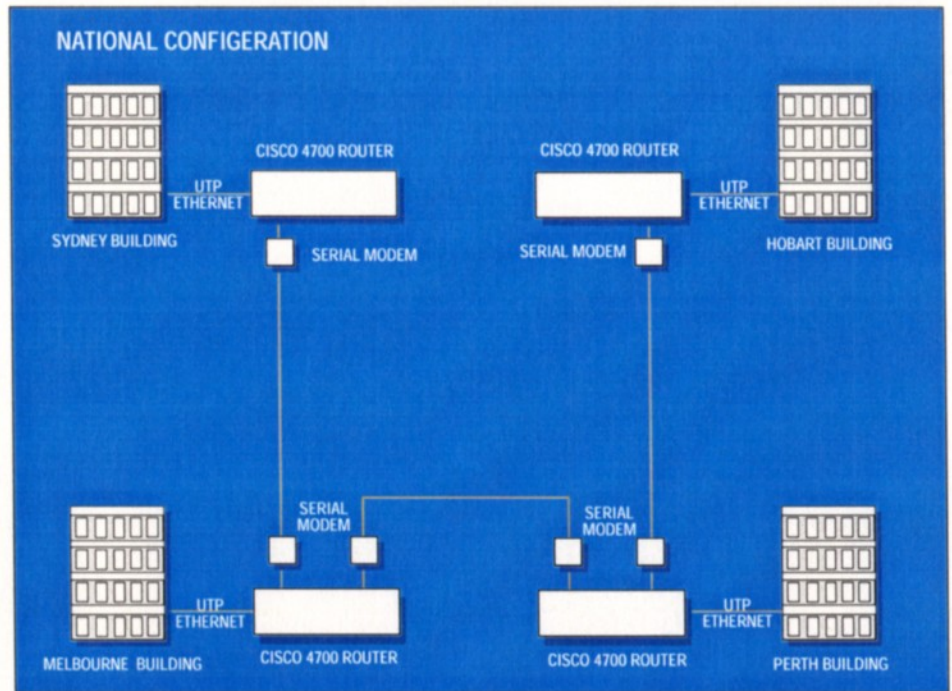 NATIONAL CONFIGERATION
CISCO 4700 ROUTER
CISCO 4700 ROUTER
UTP
ETHERNET
UTP
ETHERNET
SYDNEY BUILDING
SERIAL MODEM
SERIAL MODEM
HOBART BUILDING
SERIAL
MODEM
SERIAL
MODEM
UTP
ETHERNET
UTP
ETHERNET
MELBOURNE BUILDING
CISCO 4700 ROUTER
CISCO 4700 ROUTER
PERTH BUILDING